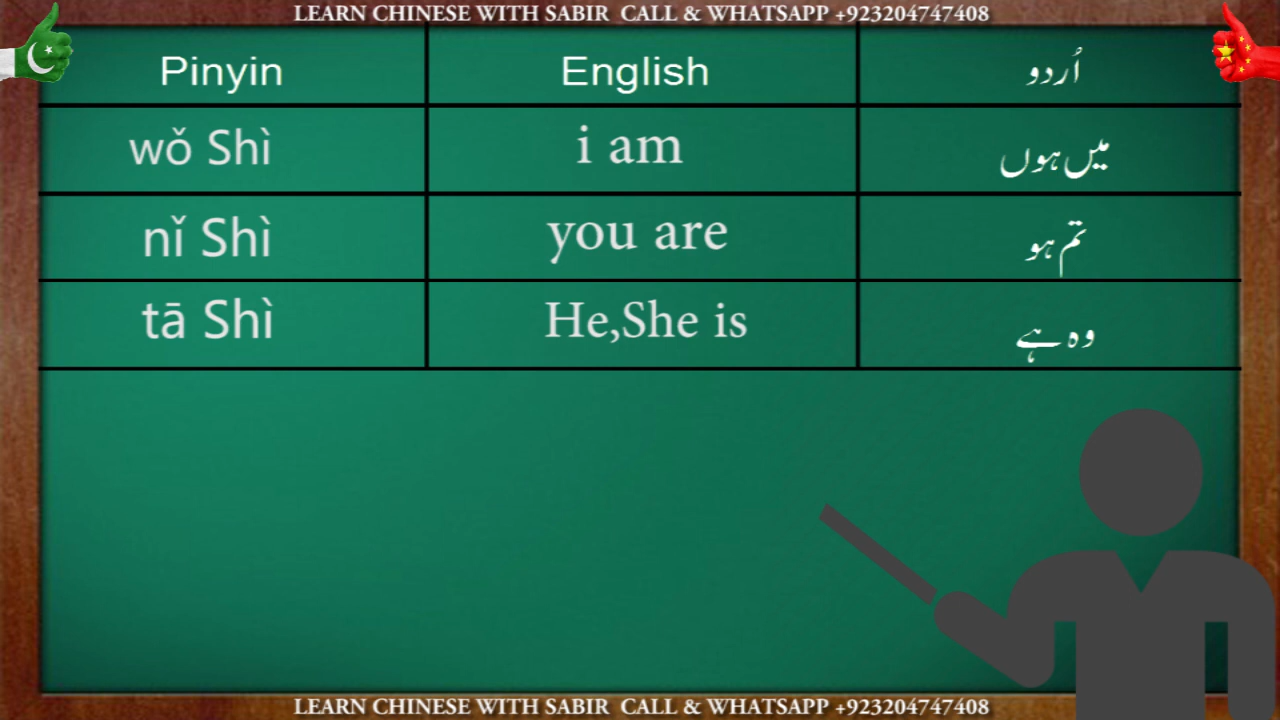 LEARN CHINESE WITH SABIR CALL & WHATSAPP +923204747408
Pinyin English اُردو
wǒ Shì i am میں ہوں
nǐ Shì you are تم ہو
tā Shì He,She is وہ ہے
LEARN CHINESE WITH SABIR CALL & WHATSAPP +923204747408